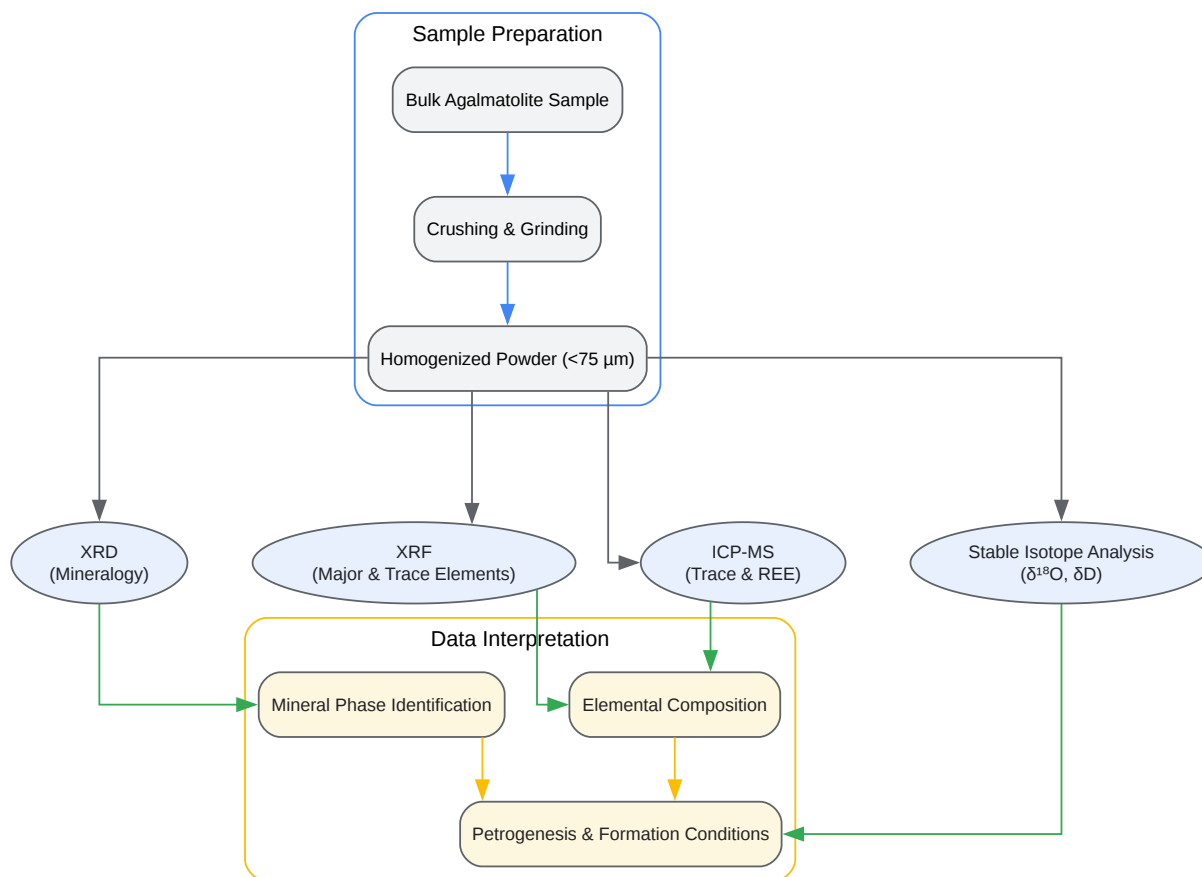 Sample Preparation
Bulk Agalmatolite Sample
Crushing & Grinding
Homogenized Powder (<75 µm)
XRD
(Mineralogy)
XRF
(Major & Trace Elements)
ICP-MS
(Trace & REE)
Stable Isotope Analysis
(δ¹⁸O, δD)
Data Interpretation
Mineral Phase Identification
Elemental Composition
Petrogenesis & Formation Conditions